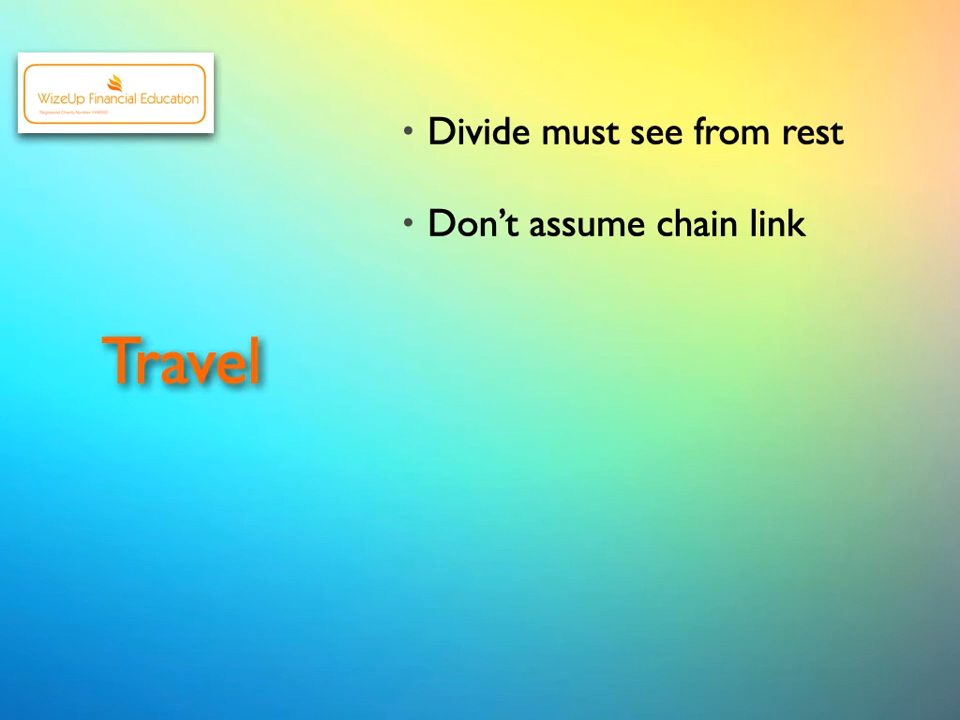 WizeUp Financial Education
• Divide must see from rest
• Don't assume chain link
Travel